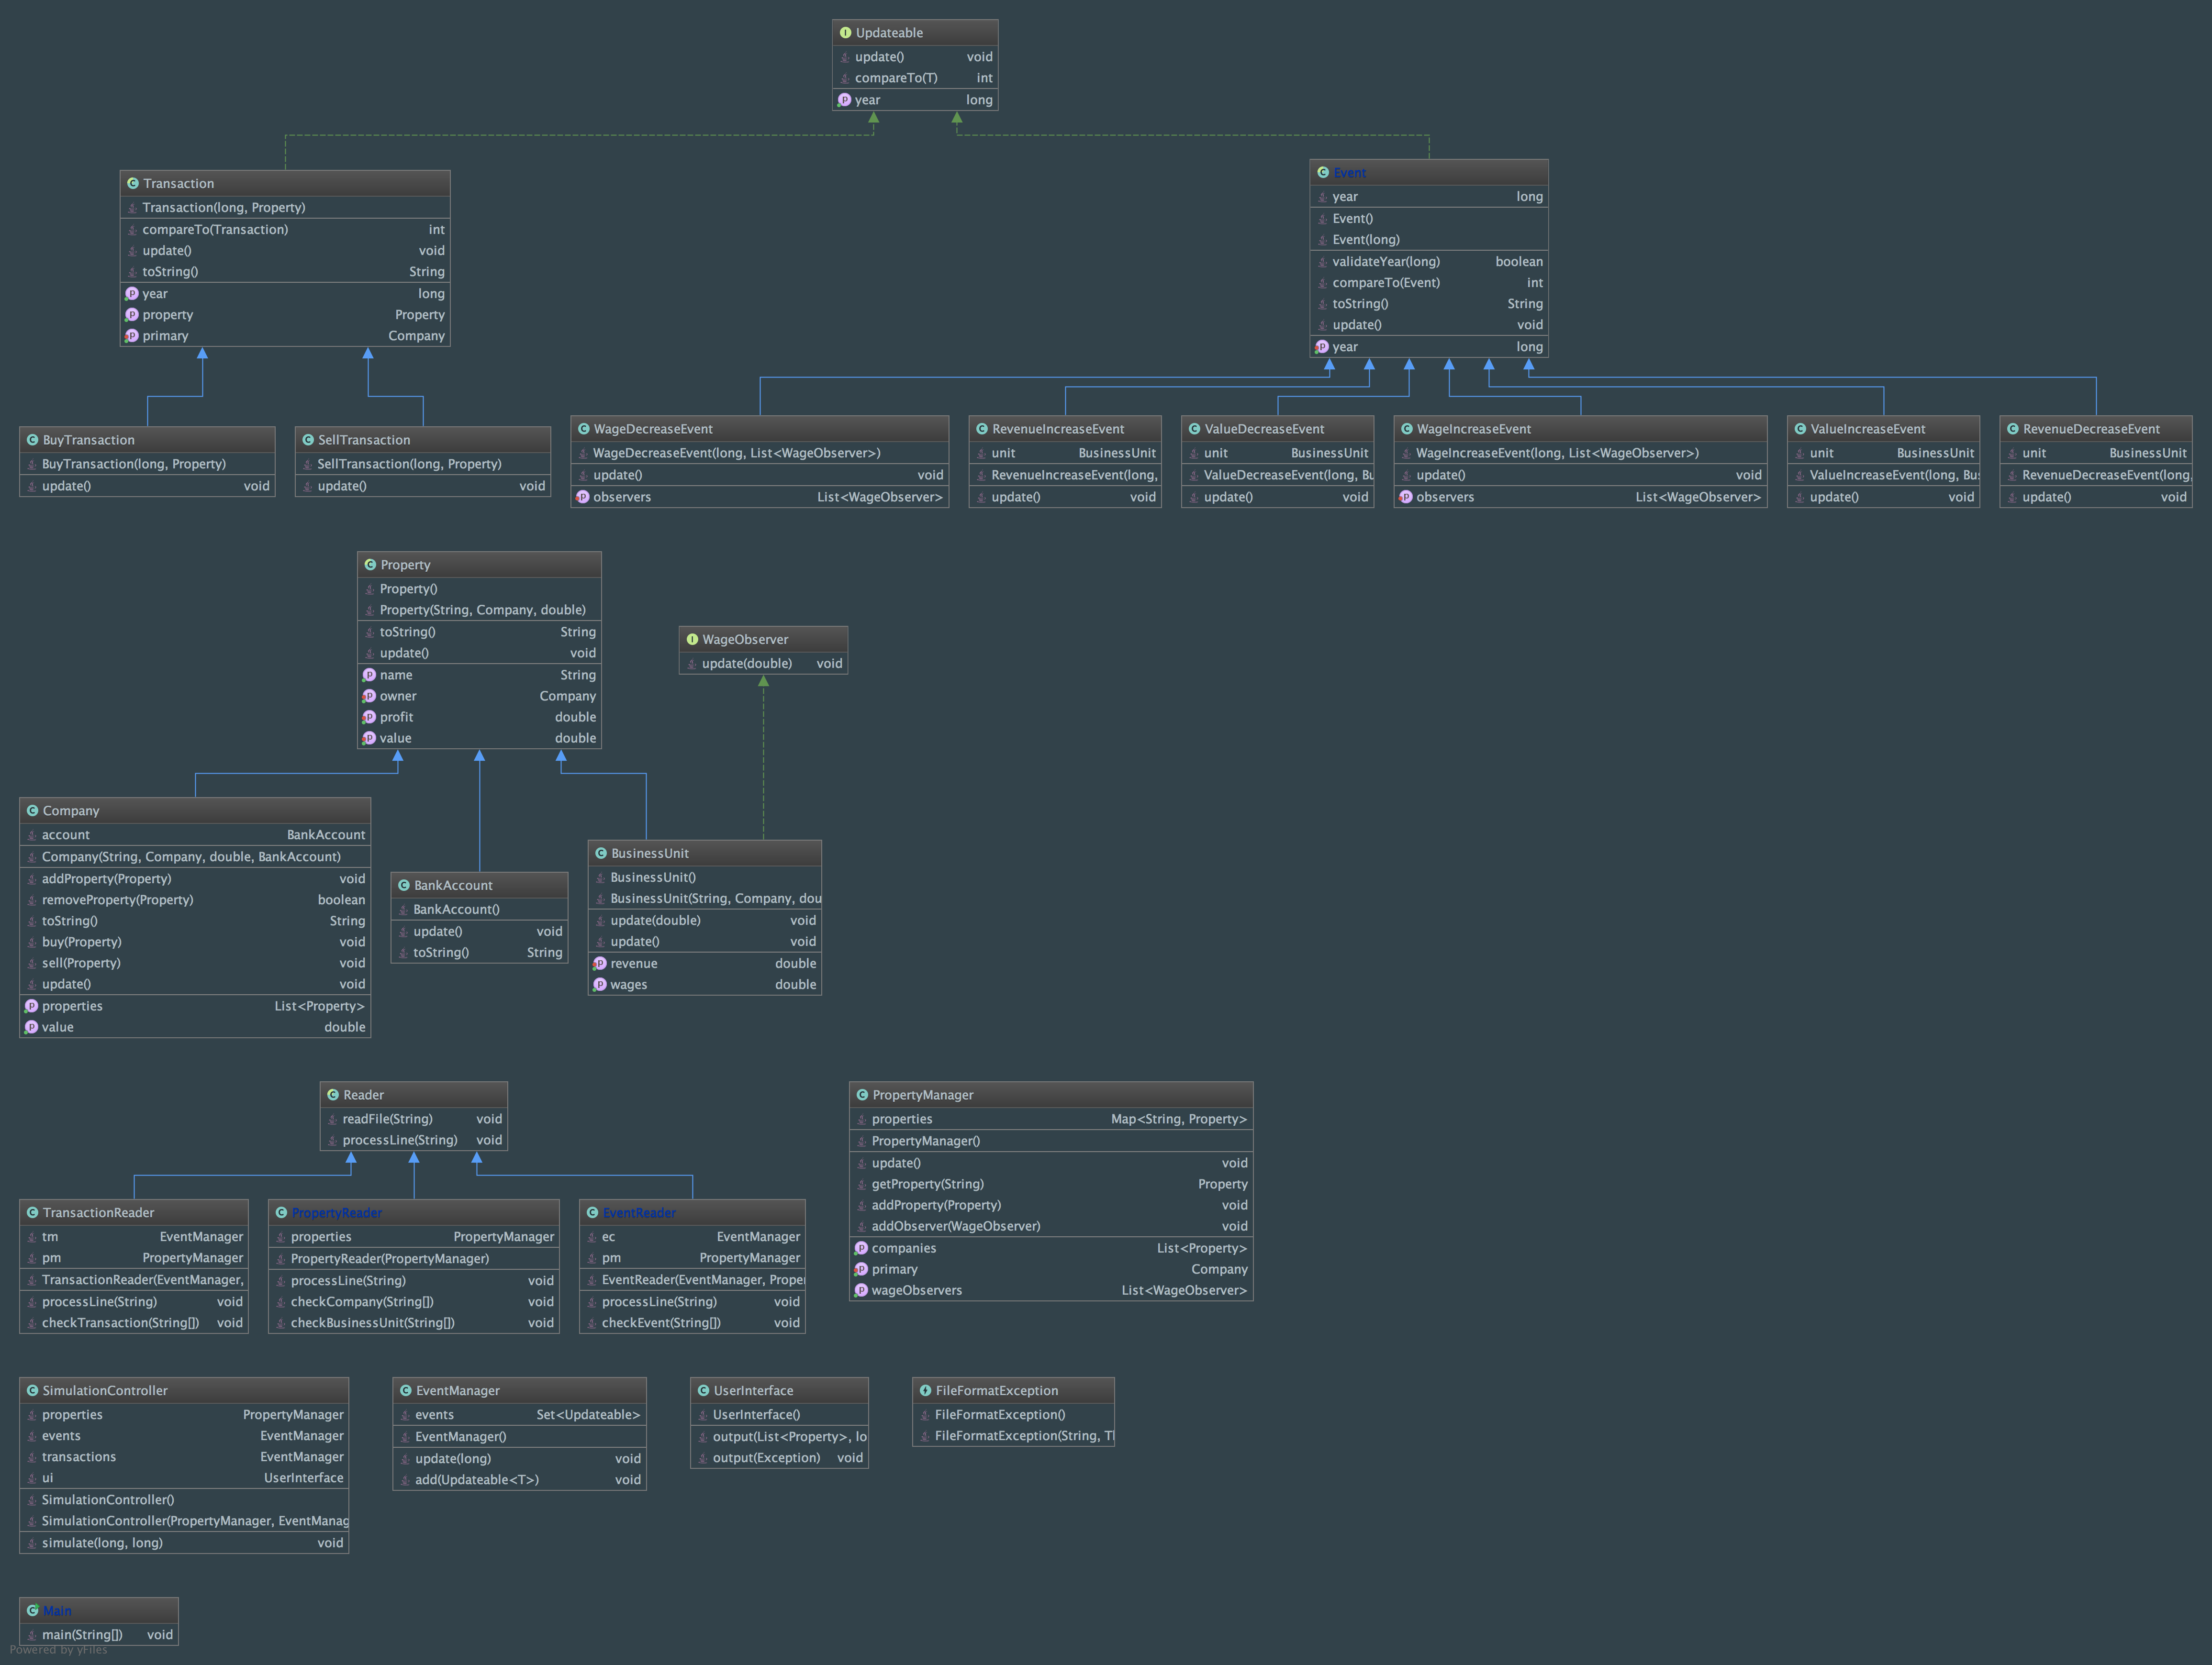 Updateable
update() void
compareTo(T) int
year long
Transaction
Transaction(long, Property)
compareTo(Transaction) int
update() void
toString() String
year long
property Property
primary Company
Event
year long
Event()
Event(long)
validateYear(long) boolean
compareTo(Event) int
toString() String
update() void
year long
BuyTransaction
BuyTransaction(long, Property)
update() void
SellTransaction
SellTransaction(long, Property)
update() void
WageDecreaseEvent
WageDecreaseEvent(long, List<WageObserver>)
update() void
observers List<WageObserver>
RevenueIncreaseEvent
unit BusinessUnit
RevenueIncreaseEvent(long,
update() void
ValueDecreaseEvent
unit BusinessUnit
ValueDecreaseEvent(long, Bu
update() void
WageIncreaseEvent
WageIncreaseEvent(long, List<WageObserver>)
update() void
observers List<WageObserver>
ValueIncreaseEvent
unit BusinessUnit
ValueIncreaseEvent(long, Bus
update() void
RevenueDecreaseEvent
unit BusinessUnit
RevenueDecreaseEvent(long,
update() void
Property
Property()
Property(String, Company, double)
toString() String
update() void
name String
owner Company
profit double
value double
WageObserver
update(double) void
Company
account BankAccount
Company(String, Company, double, BankAccount)
addProperty(Property) void
removeProperty(Property) boolean
toString() String
buy(Property) void
sell(Property) void
update() void
properties List<Property>
value double
BankAccount
BankAccount()
update() void
toString() String
BusinessUnit
BusinessUnit()
BusinessUnit(String, Company, dou
update(double) void
update() void
revenue double
wages double
Reader
readFile(String) void
processLine(String) void
PropertyManager
properties Map<String, Property>
PropertyManager()
update() void
getProperty(String) Property
addProperty(Property) void
addObserver(WageObserver) void
companies List<Property>
primary Company
wageObservers List<WageObserver>
TransactionReader
tm EventManager
pm PropertyManager
TransactionReader(EventManager,
processLine(String) void
checkTransaction(String[]) void
PropertyReader
properties PropertyManager
PropertyReader(PropertyManager)
processLine(String) void
checkCompany(String[]) void
checkBusinessUnit(String[]) void
EventReader
ec EventManager
pm PropertyManager
EventReader(EventManager, Prope
processLine(String) void
checkEvent(String[]) void
SimulationController
properties PropertyManager
events EventManager
transactions EventManager
ui UserInterface
SimulationController()
SimulationController(PropertyManager, EventManag
simulate(long, long) void
EventManager
events Set<Updateable>
EventManager()
update(long) void
add(Updateable<T>) void
UserInterface
UserInterface()
output(List<Property>, lo
output(Exception) void
FileFormatException
FileFormatException()
FileFormatException(String, Tl
Main
main(String[]) void
Powered by yFiles